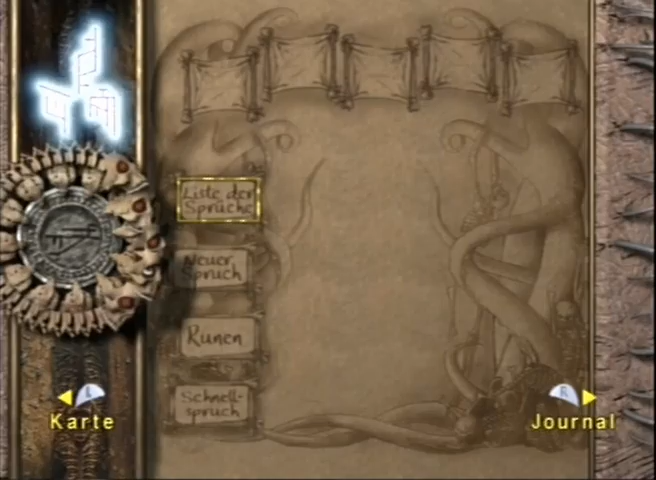 Liste der
Sprüche
Neuer
Spruch
Runen
Schnell-
spruch
L
R
Karte
Journal